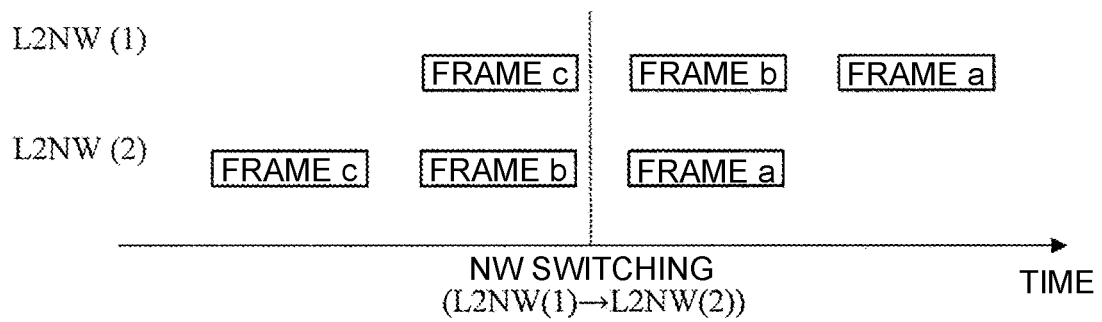 L2NW (1)
FRAME c FRAME b FRAME a
L2NW (2)
FRAME c FRAME b FRAME a
NW SWITCHING
(L2NW(1)→L2NW(2))
TIME